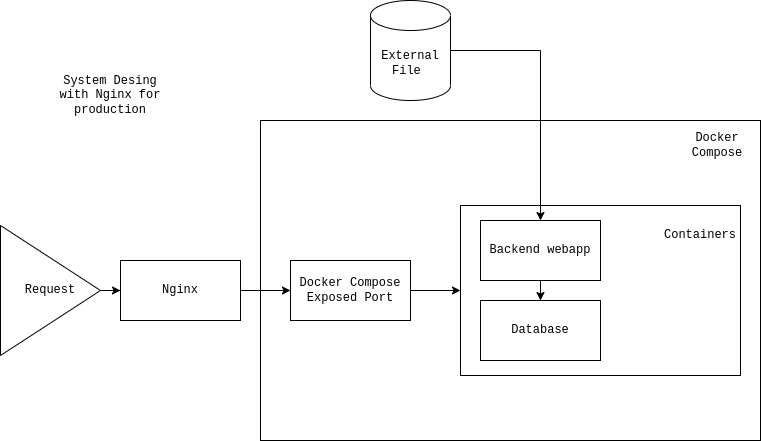 External
File
System Desing
with Nginx for
production
Docker
Compose
Containers
Backend webapp
Request
Nginx
Docker Compose
Exposed Port
Database